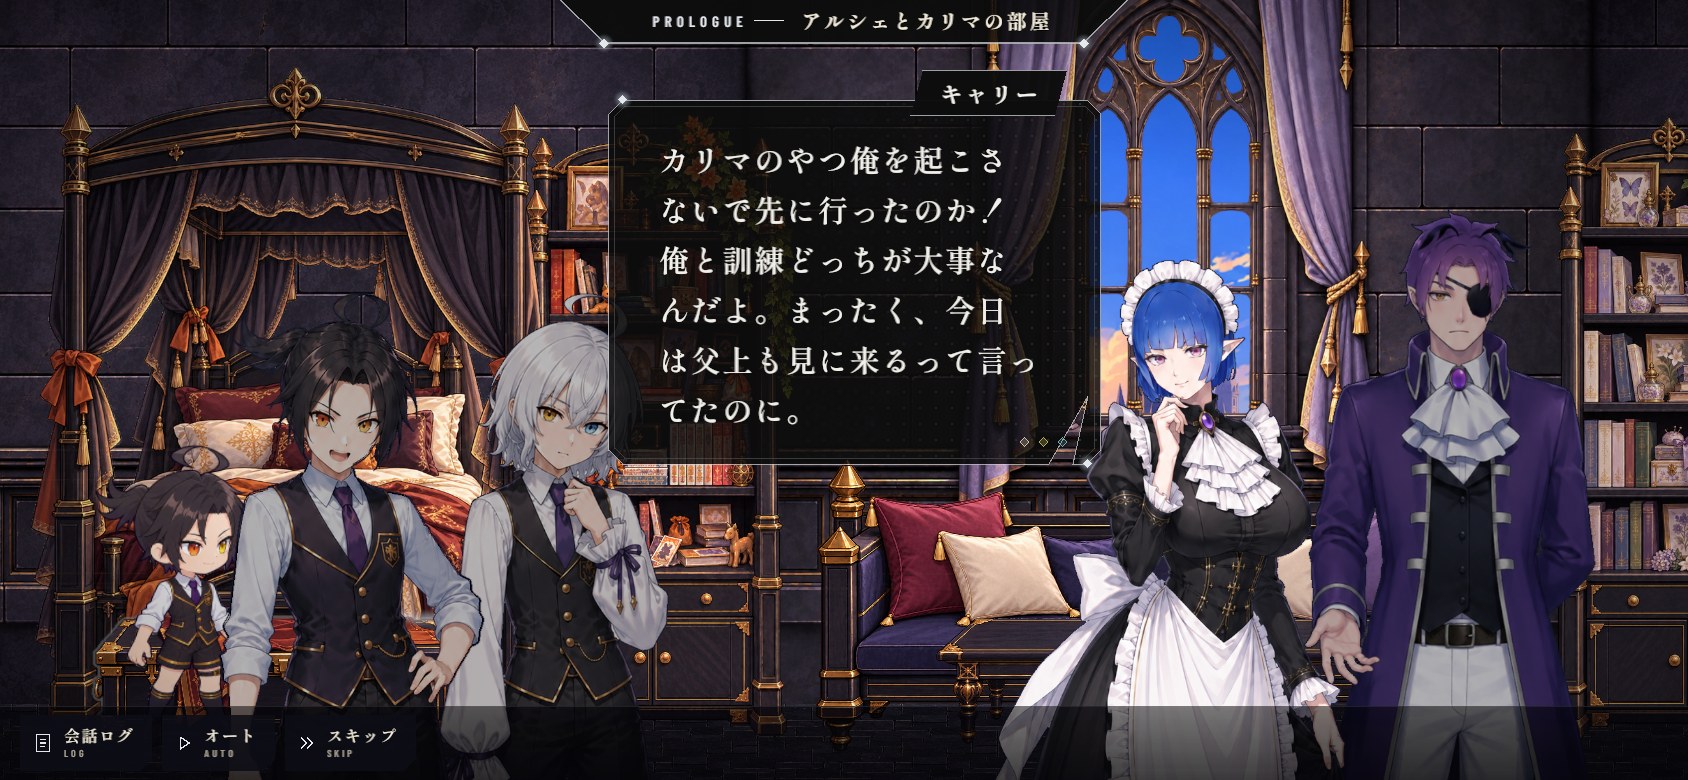 PROLOGUE — アルシェとカリマの部屋
キャリー
カリマのやつ俺を起こさ
ないで先に行ったのか！
俺と訓練どっちが大事な
んだよ。まったく、今日
は父上も見に来るって言っ
てたのに。
会話ログ
LOG
オート
AUTO
スキップ
SKIP